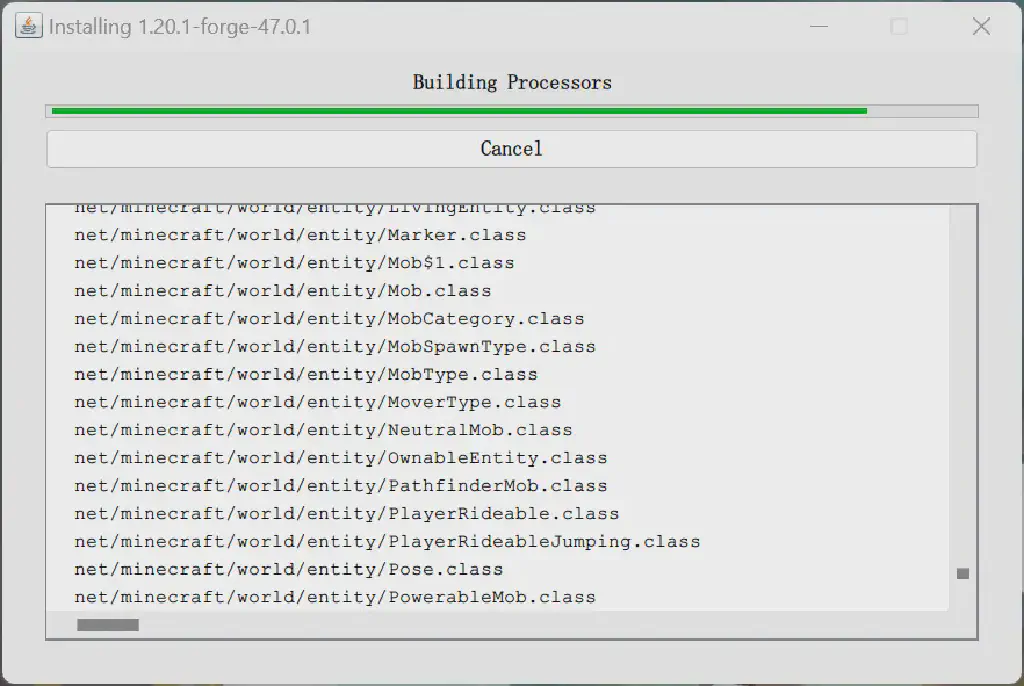 Installing 1.20.1-forge-47.0.1
Building Processors
Cancel
net/minecraft/world/entity/LivingEntity.class
net/minecraft/world/entity/Marker.class
net/minecraft/world/entity/Mob$1.class
net/minecraft/world/entity/Mob.class
net/minecraft/world/entity/MobCategory.class
net/minecraft/world/entity/MobSpawnType.class
net/minecraft/world/entity/MobType.class
net/minecraft/world/entity/MoverType.class
net/minecraft/world/entity/NeutralMob.class
net/minecraft/world/entity/OwnableEntity.class
net/minecraft/world/entity/PathfinderMob.class
net/minecraft/world/entity/PlayerRideable.class
net/minecraft/world/entity/PlayerRideableJumping.class
net/minecraft/world/entity/Pose.class
net/minecraft/world/entity/PowerableMob.class